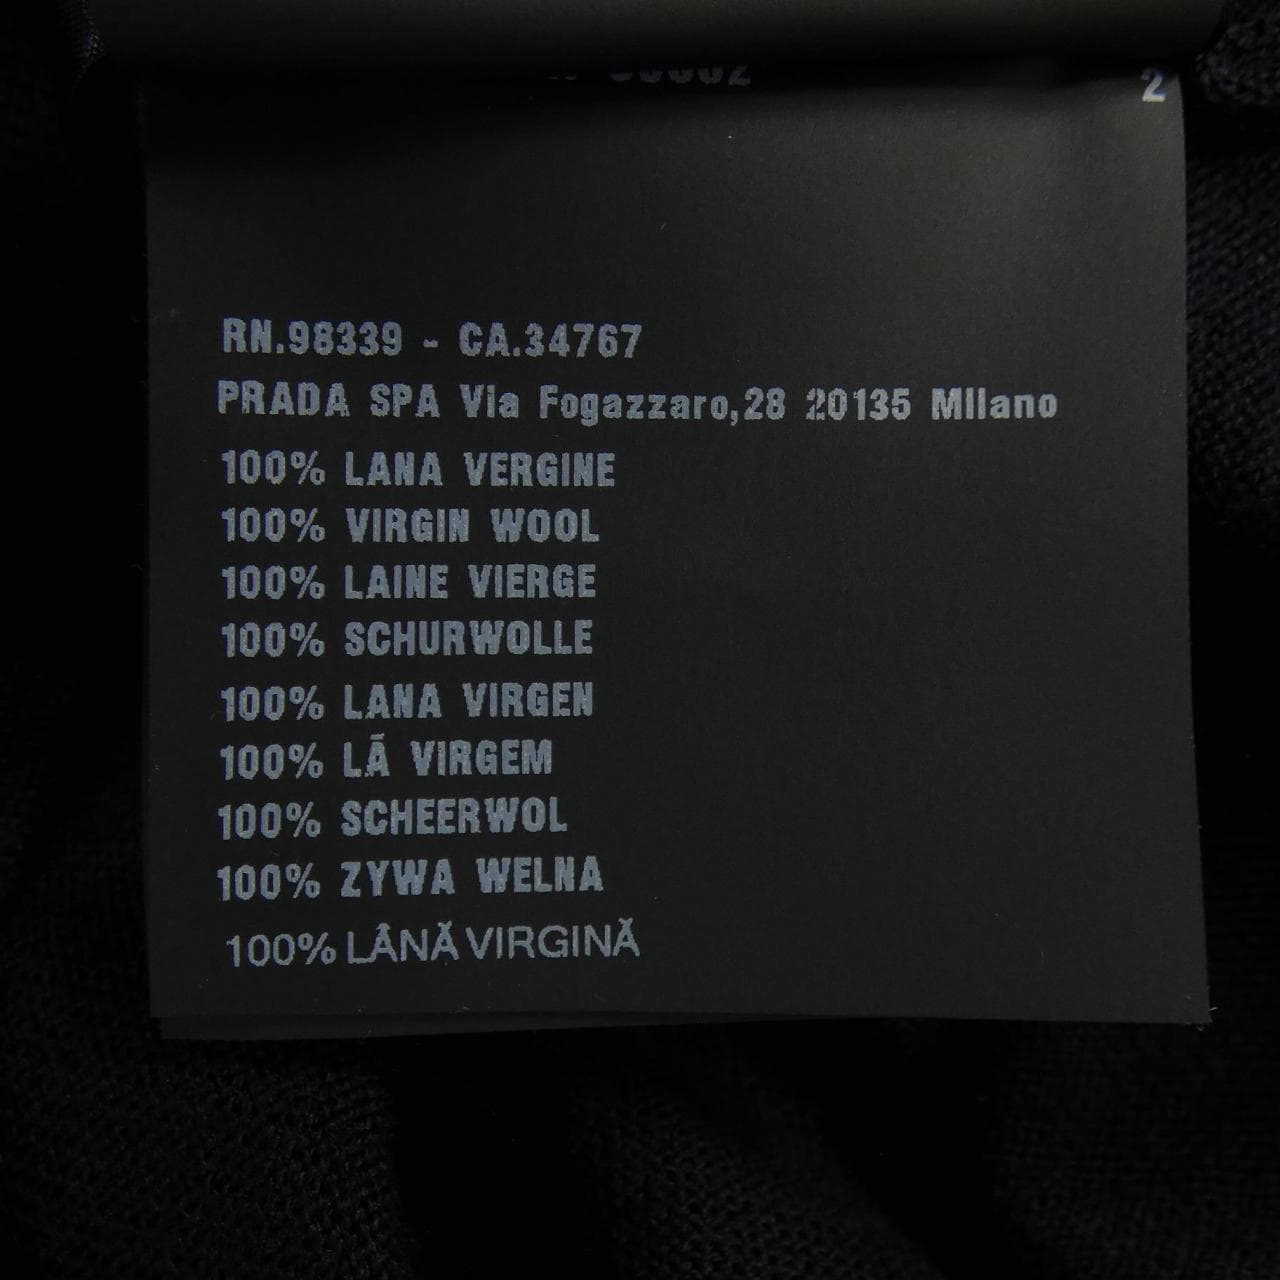 2
RN.98339 - CA.34767
PRADA SPA Via Fogazzaro,28 20135 Milano
100% LANA VERGINE
100% VIRGIN WOOL
100% LAINE VIERGE
100% SCHURWOLLE
100% LANA VIRGEN
100% LÃ VIRGEM
100% SCHEERWOL
100% ZYWA WELNA
100% LÂNĂ VIRGINĂ